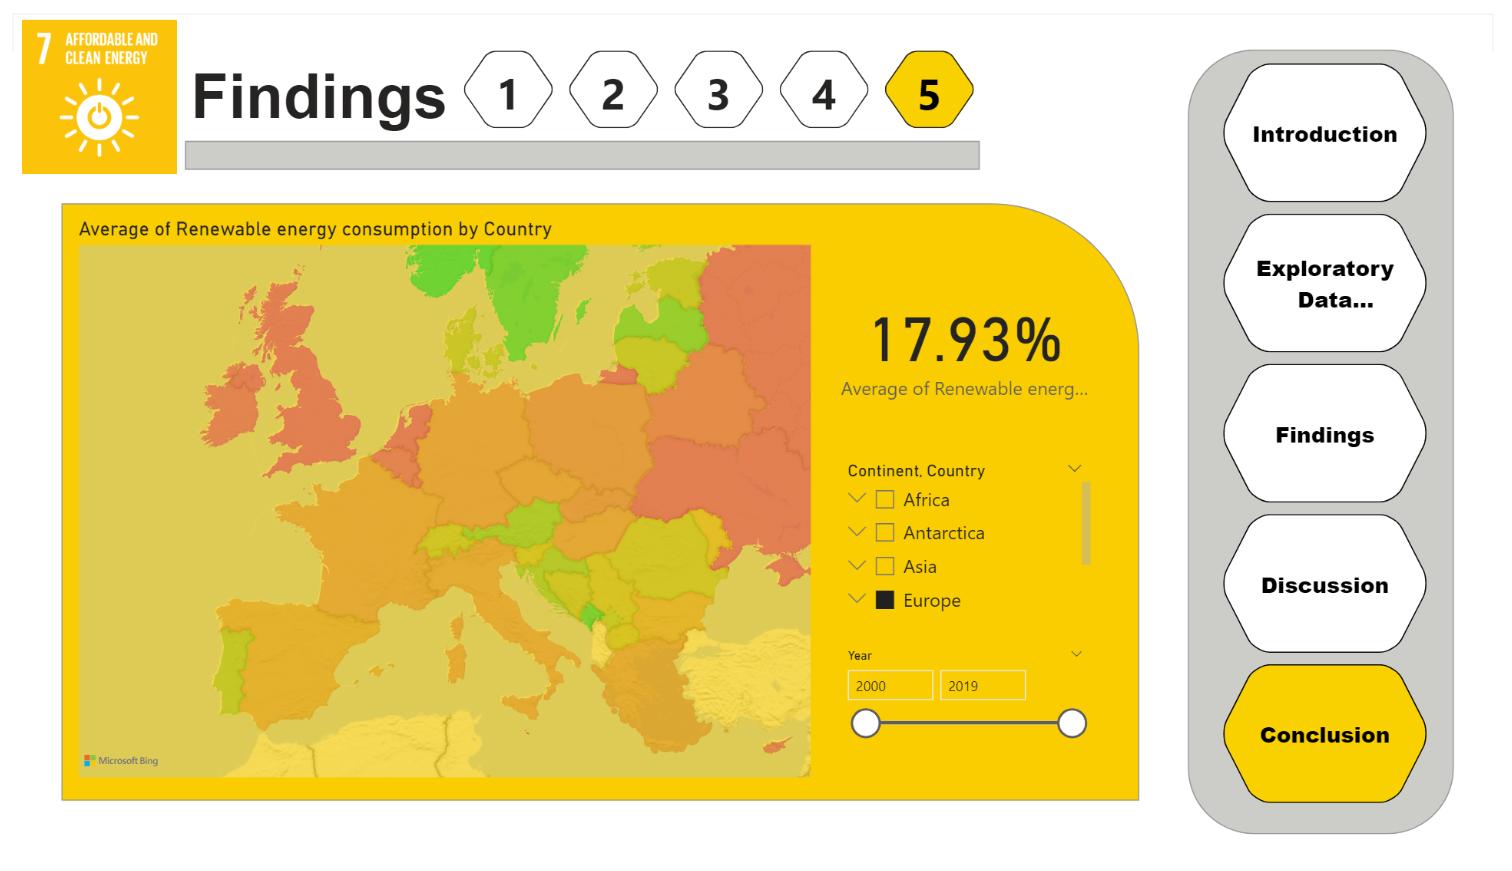 7 AFFORDABLE AND
CLEAN ENERGY
Findings 1 2 3 4 5
Average of Renewable energy consumption by Country
Microsoft Bing
17.93%
Average of Renewable energ...
Continent, Country
Africa
Antarctica
Asia
Europe
Year
2000 2019
Introduction
Exploratory
Data...
Findings
Discussion
Conclusion